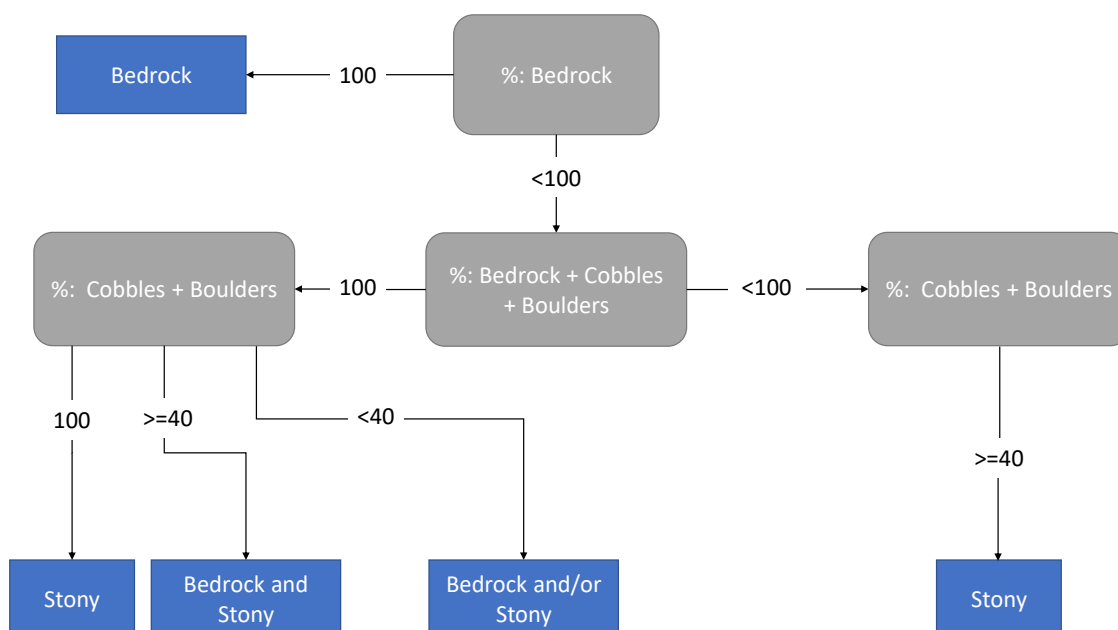 Bedrock
100
%: Bedrock
<100
%: Cobbles + Boulders
100
%: Bedrock + Cobbles
+ Boulders
<100
%: Cobbles + Boulders
100
>=40
<40
>=40
Stony
Bedrock and
Stony
Bedrock and/or
Stony
Stony